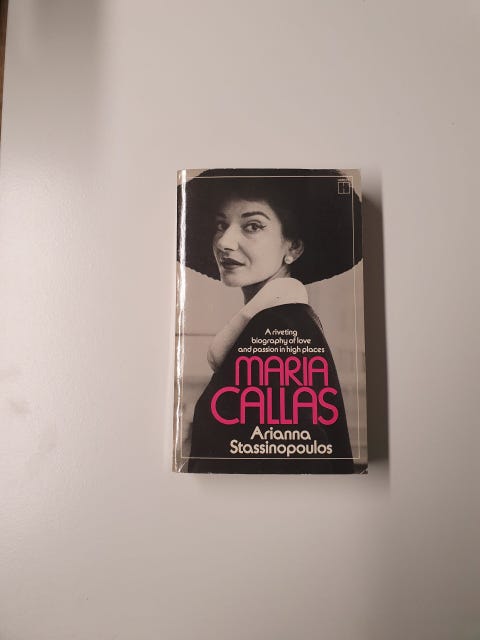 A riveting
biography of love
and passion in high places
MARIA
CALLAS
Arianna
Stassinopoulos